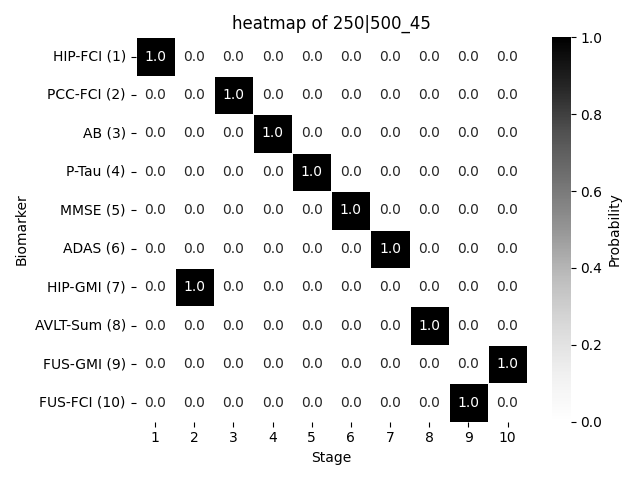 heatmap of 250|500_45
HIP-FCI (1) 1.0 0.0 0.0 0.0 0.0 0.0 0.0 0.0 0.0 0.0
PCC-FCI (2) 0.0 0.0 1.0 0.0 0.0 0.0 0.0 0.0 0.0 0.0
AB (3) 0.0 0.0 0.0 1.0 0.0 0.0 0.0 0.0 0.0 0.0
P-Tau (4) 0.0 0.0 0.0 0.0 1.0 0.0 0.0 0.0 0.0 0.0
MMSE (5) 0.0 0.0 0.0 0.0 0.0 1.0 0.0 0.0 0.0 0.0
ADAS (6) 0.0 0.0 0.0 0.0 0.0 0.0 1.0 0.0 0.0 0.0
HIP-GMI (7) 0.0 1.0 0.0 0.0 0.0 0.0 0.0 0.0 0.0 0.0
AVLT-Sum (8) 0.0 0.0 0.0 0.0 0.0 0.0 0.0 1.0 0.0 0.0
FUS-GMI (9) 0.0 0.0 0.0 0.0 0.0 0.0 0.0 0.0 0.0 1.0
FUS-FCI (10) 0.0 0.0 0.0 0.0 0.0 0.0 0.0 0.0 1.0 0.0
1 2 3 4 5 6 7 8 9 10
Stage
Biomarker
1.0
0.8
0.6
0.4
0.2
0.0
Probability